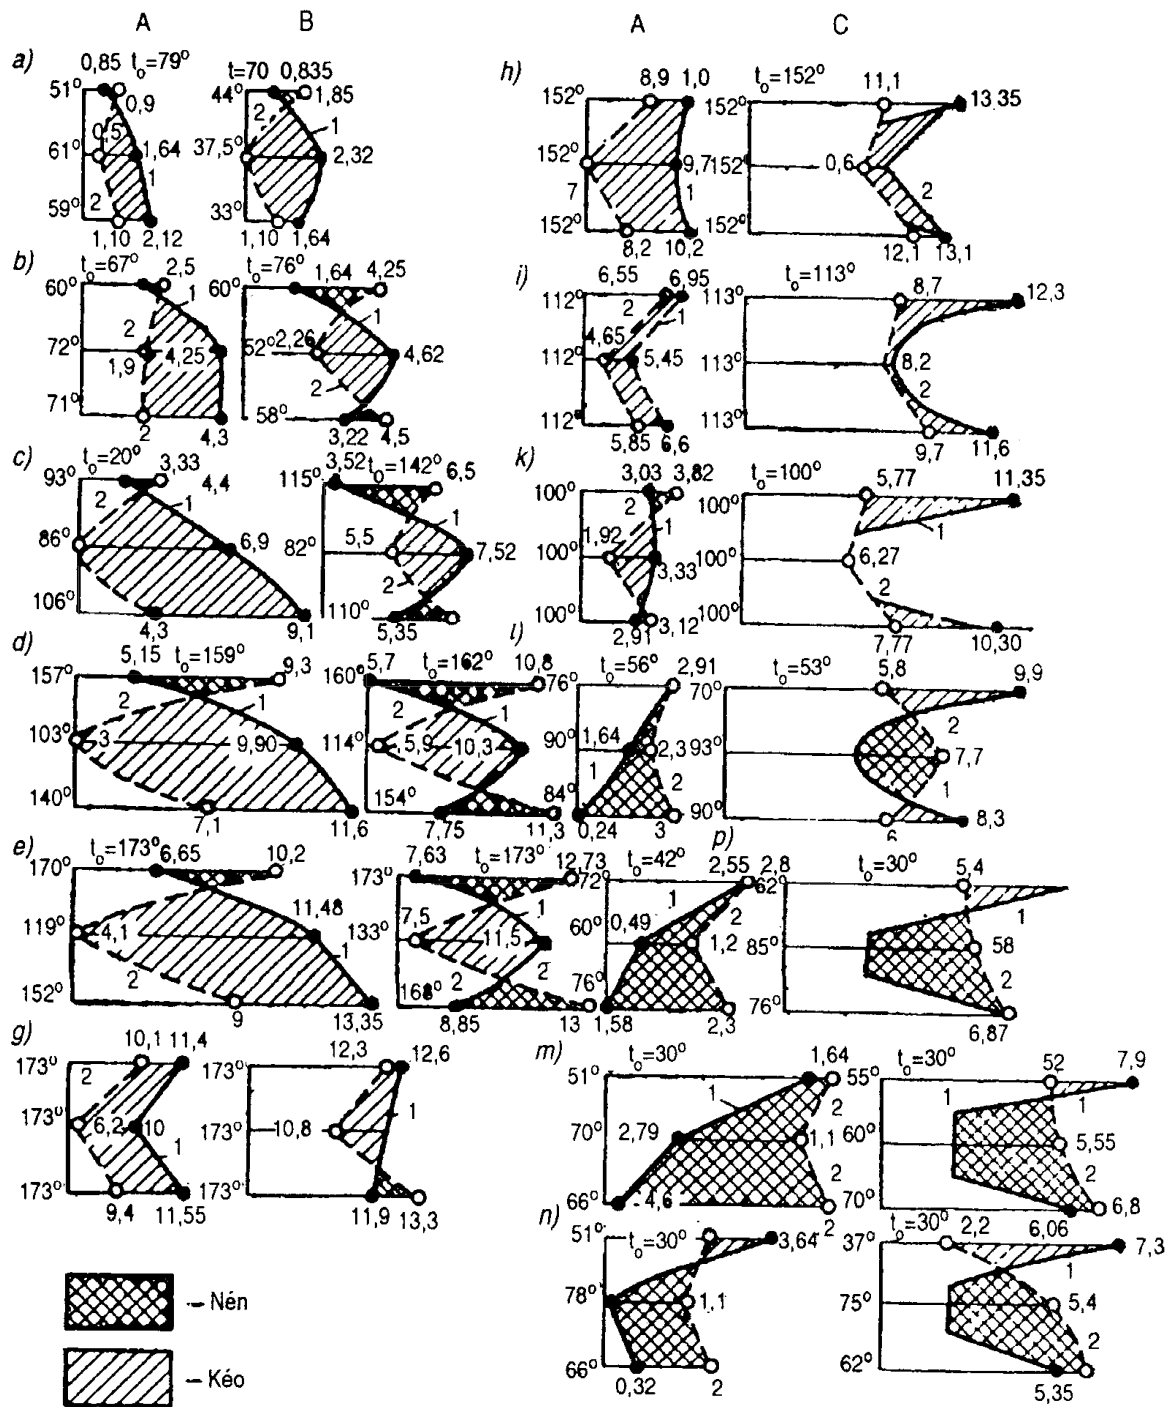 A B A C
a) 0,85 t₀=79° t=70 0,835
51° 0,9 44° 2 1,85 1
0,5
61° 1,64 37,5° 2,32
2 1
59° 33°
1,10 2,12 1,10 1,64
b) t₀=67° 2,5 t₀=76° 1,64 4,25
60° 1 60° 1
2
72° 1,9 4,25 52° 2,26 4,62
2
71° 58°
2 4,3 3,22 4,5
c) t₀=20° 3,33 3,52 t₀=142° 6,5
93° 2 4,4 1 115° 1
86° 6,9 82° 5,5 7,52
2
106° 110°
4,3 9,1 5,35
d) 5,15 t₀=159° 9,3 5,7 t₀=162° 10,8
157° 2 1 160° 2 1
103° 3 9,90 114° 5,9 10,3
140° 154°
7,1 11,6 7,75 11,3
e) t₀=173° 6,65 10,2 7,63 t₀=173° 12,73
170° 173°
11,48 1
119° 4,1 133° 7,5 11,5
2 1 2 2
152°
9 13,35 8,85 13
g) 10,1 11,4 12,3 12,6
173° 2 173°
173° 6,2 10 173° 10,8 1
1
173° 173°
9,4 11,55 11,9 13,3
– Nén
– Kéo
h) 8,9 1,0 t₀=152° 11,1
152° 152° 13,35
152° 9,7 152° 0,6
7 1 2
152° 152°
8,2 10,2 12,1 13,1
i) 6,55 6,95 t₀=113° 8,7 12,3
112° 2 1 113°
4,65
112° 5,45 113° 8,2
2
112° 113°
5,85 6,6 9,7 11,6
k) 3,03 3,82 t₀=100° 5,77 11,35
100° 2 100°
1 1
1,92
100° 3,33 100° 6,27
2
100° 100°
2,91 3,12 7,77 10,30
l) t₀=56° 2,91 t₀=53° 5,8 9,9
76° 70°
2
90° 1,64 2,3 93° 7,7
1 2 1
84° 90°
0,24 3 6 8,3
t₀=42° 2,55 2,8 p) t₀=30° 5,4
72° 1 2 62° 1
60° 0,49 1,2 85° 58
2
76° 76°
1,58 2,3 6,87
m) t₀=30° 1,64 t₀=30° 52 7,9
51° 1 2 55° 1 1
70° 2,79 1,1 60° 5,55
2 2
66° 4,6 70°
2 6,06 6,8
n) t₀=30° t₀=30° 2,2
51° 3,64 37° 7,3
1
78° 1,1 75° 5,4
2
66° 62°
0,32 2 5,35